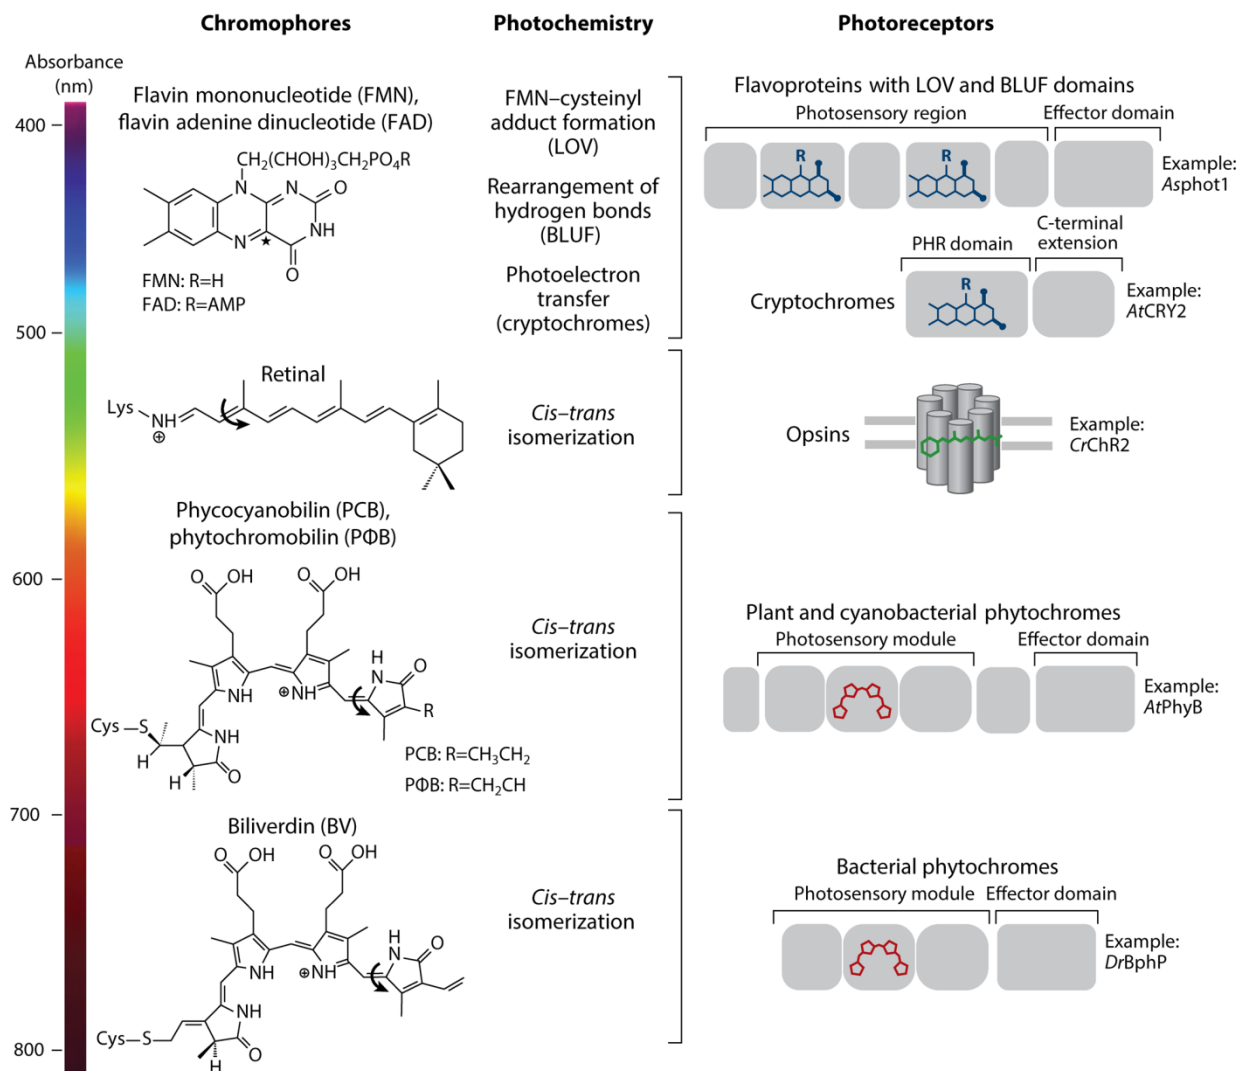 Chromophores
Photochemistry
Photoreceptors
Absorbance
(nm)
400
500
600
700
800
Flavin mononucleotide (FMN),
flavin adenine dinucleotide (FAD)
CH₂(CHOH)₃CH₂PO₄R
N
N
O
NH
N
★
O
FMN: R=H
FAD: R=AMP
FMN–cysteinyl
adduct formation
(LOV)
Rearrangement of
hydrogen bonds
(BLUF)
Photoelectron
transfer
(cryptochromes)
Flavoproteins with LOV and BLUF domains
Photosensory region
Effector domain
R
R
Example:
Asphot1
PHR domain
C-terminal
extension
Cryptochromes
R
Example:
AtCRY2
Retinal
Lys
NH
⊕
Cis–trans
isomerization
Opsins
Example:
CrChR2
Phycocyanobilin (PCB),
phytochromobilin (PΦB)
O
OH
O
OH
NH
⊕
NH
H
N
O
R
Cys
S
H
H
NH
O
PCB: R=CH₃CH₂
PΦB: R=CH₂CH
Cis–trans
isomerization
Plant and cyanobacterial phytochromes
Photosensory module
Effector domain
Example:
AtPhyB
Biliverdin (BV)
O
OH
O
OH
NH
⊕
NH
H
N
O
Cys
S
NH
H
O
Cis–trans
isomerization
Bacterial phytochromes
Photosensory module
Effector domain
Example:
DrBphP